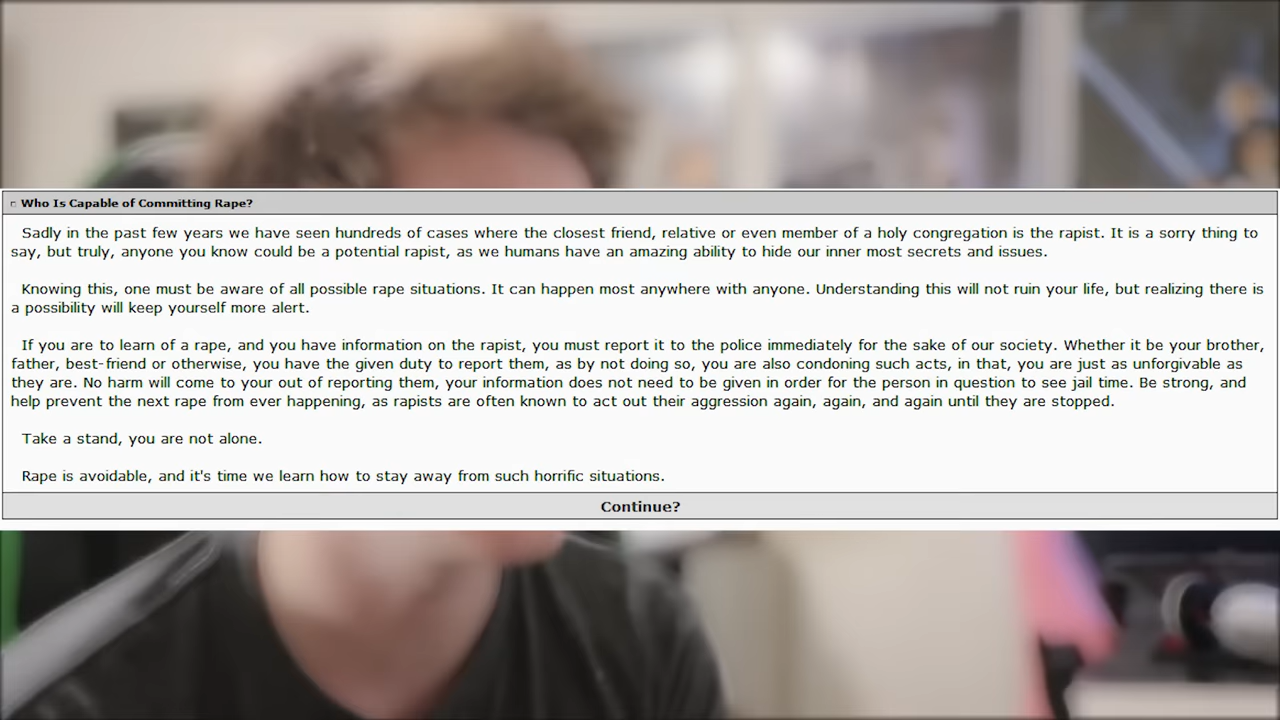 Who Is Capable of Committing Rape?
Sadly in the past few years we have seen hundreds of cases where the closest friend, relative or even member of a holy congregation is the rapist. It is a sorry thing to
say, but truly, anyone you know could be a potential rapist, as we humans have an amazing ability to hide our inner most secrets and issues.
Knowing this, one must be aware of all possible rape situations. It can happen most anywhere with anyone. Understanding this will not ruin your life, but realizing there is
a possibility will keep yourself more alert.
If you are to learn of a rape, and you have information on the rapist, you must report it to the police immediately for the sake of our society. Whether it be your brother,
father, best-friend or otherwise, you have the given duty to report them, as by not doing so, you are also condoning such acts, in that, you are just as unforgivable as
they are. No harm will come to your out of reporting them, your information does not need to be given in order for the person in question to see jail time. Be strong, and
help prevent the next rape from ever happening, as rapists are often known to act out their aggression again, again, and again until they are stopped.
Take a stand, you are not alone.
Rape is avoidable, and it's time we learn how to stay away from such horrific situations.
Continue?